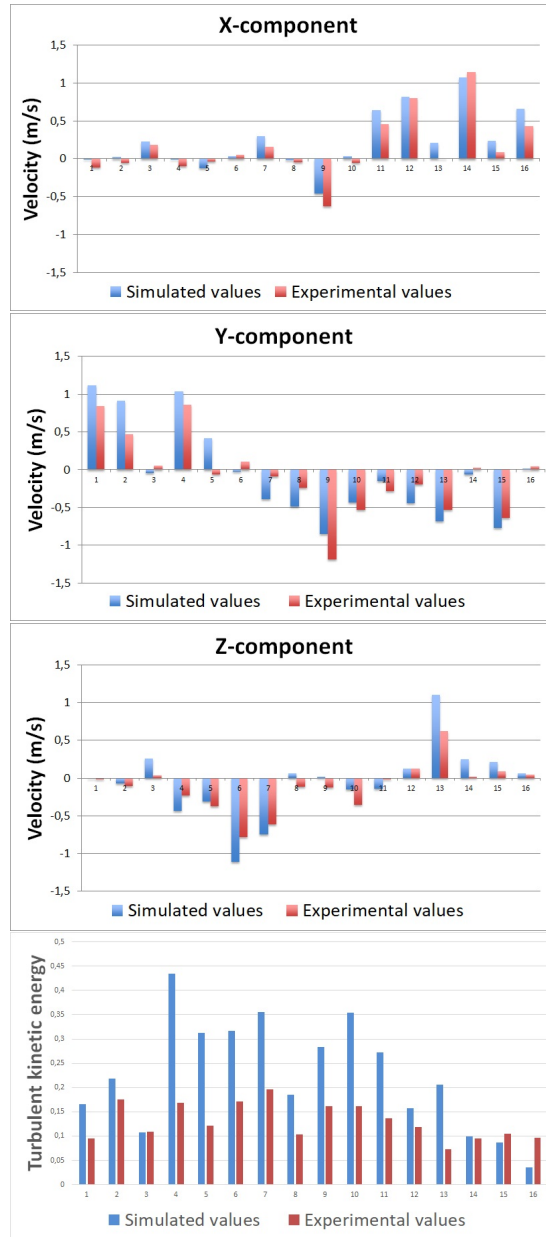 X-component
1,5
1
0,5
0
-0,5
-1
-1,5
Velocity (m/s)
1 2 3 4 5 6 7 8 9 10 11 12 13 14 15 16
Simulated values Experimental values
Y-component
1,5
1
0,5
0
-0,5
-1
-1,5
Velocity (m/s)
1 2 3 4 5 6 7 8 9 10 11 12 13 14 15 16
Simulated values Experimental values
Z-component
1,5
1
0,5
0
-0,5
-1
-1,5
Velocity (m/s)
1 2 3 4 5 6 7 8 9 10 11 12 13 14 15 16
Simulated values Experimental values
0,5
0,45
0,4
0,35
0,3
0,25
0,2
0,15
0,1
0,05
0
Turbulent kinetic energy
1 2 3 4 5 6 7 8 9 10 11 12 13 14 15 16
Simulated values Experimental values